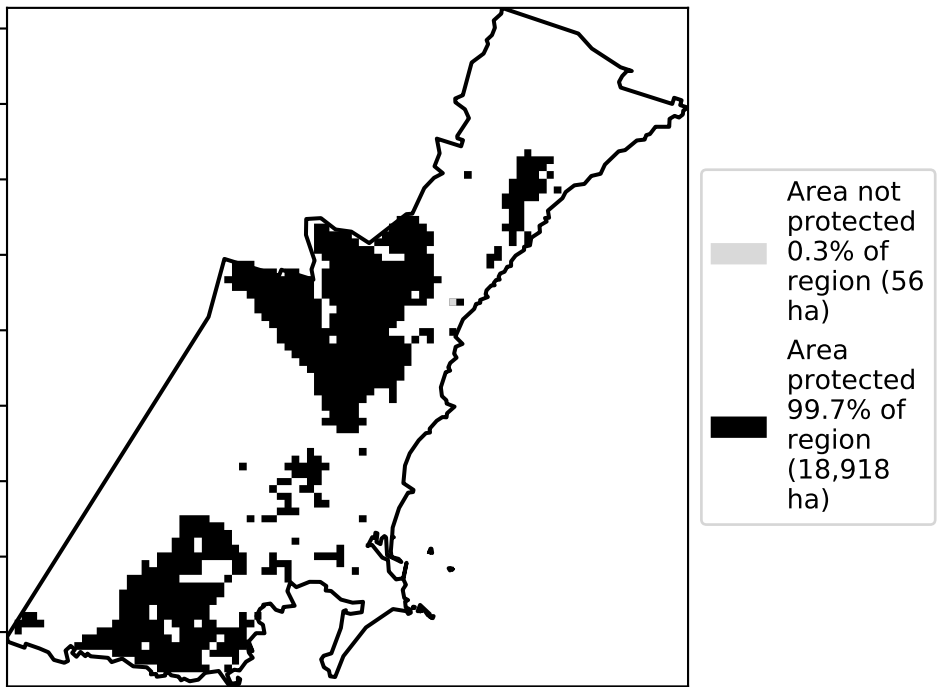 Area not
protected
0.3% of
region (56
ha)
Area
protected
99.7% of
region
(18,918
ha)